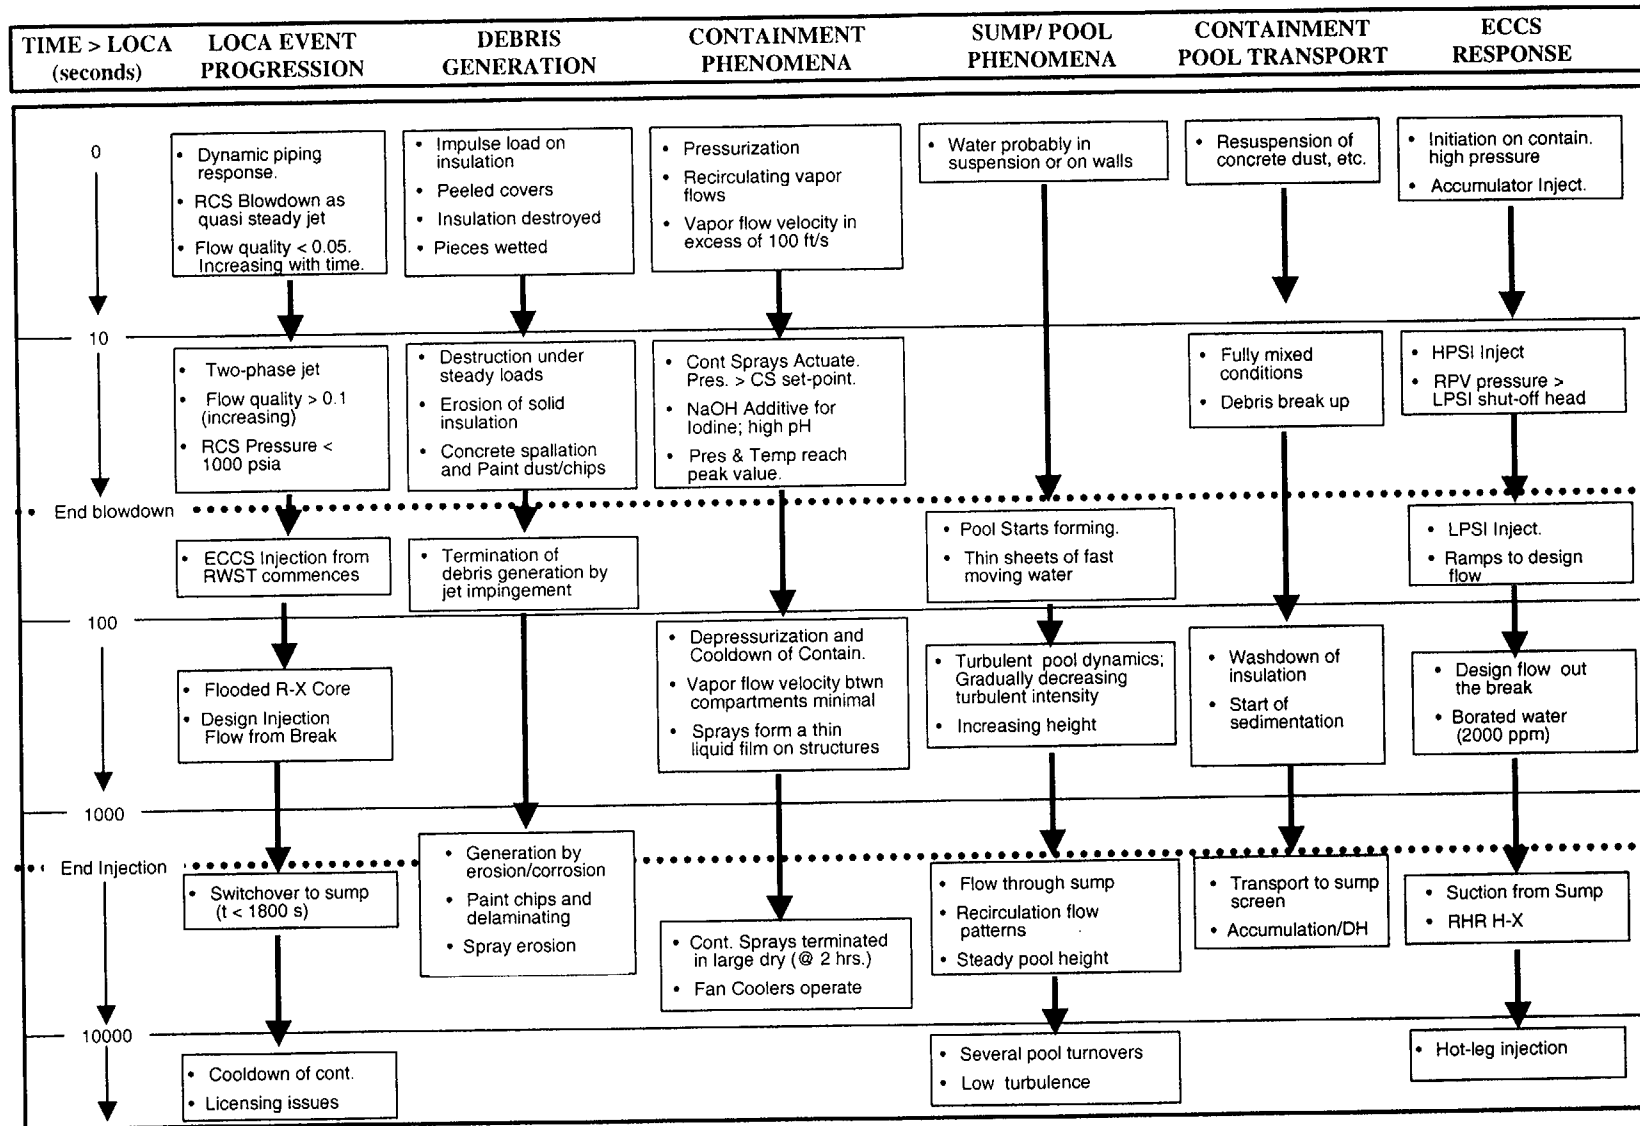 TIME > LOCA
(seconds)
LOCA EVENT
PROGRESSION
DEBRIS
GENERATION
CONTAINMENT
PHENOMENA
SUMP/ POOL
PHENOMENA
CONTAINMENT
POOL TRANSPORT
ECCS
RESPONSE
0
• Dynamic piping
response.
• RCS Blowdown as
quasi steady jet
• Flow quality < 0.05.
Increasing with time.
• Impulse load on
insulation
• Peeled covers
• Insulation destroyed
• Pieces wetted
• Pressurization
• Recirculating vapor
flows
• Vapor flow velocity in
excess of 100 ft/s
• Water probably in
suspension or on walls
• Resuspension of
concrete dust, etc.
• Initiation on contain.
high pressure
• Accumulator Inject.
10
• Two-phase jet
• Flow quality > 0.1
(increasing)
• RCS Pressure <
1000 psia
• Destruction under
steady loads
• Erosion of solid
insulation
• Concrete spallation
and Paint dust/chips
• Cont Sprays Actuate.
Pres. > CS set-point.
• NaOH Additive for
Iodine; high pH
• Pres & Temp reach
peak value.
• Fully mixed
conditions
• Debris break up
• HPSI Inject
• RPV pressure >
LPSI shut-off head
End blowdown
• ECCS Injection from
RWST commences
• Termination of
debris generation by
jet impingement
• Pool Starts forming.
• Thin sheets of fast
moving water
• LPSI Inject.
• Ramps to design
flow
100
• Flooded R-X Core
• Design Injection
Flow from Break
• Depressurization and
Cooldown of Contain.
• Vapor flow velocity btwn
compartments minimal
• Sprays form a thin
liquid film on structures
• Turbulent pool dynamics;
Gradually decreasing
turbulent intensity
• Increasing height
• Washdown of
insulation
• Start of
sedimentation
• Design flow out
the break
• Borated water
(2000 ppm)
1000
End Injection
• Switchover to sump
(t < 1800 s)
• Generation by
erosion/corrosion
• Paint chips and
delaminating
• Spray erosion
• Cont. Sprays terminated
in large dry (@ 2 hrs.)
• Fan Coolers operate
• Flow through sump
• Recirculation flow
patterns
• Steady pool height
• Transport to sump
screen
• Accumulation/DH
• Suction from Sump
• RHR H-X
10000
• Cooldown of cont.
• Licensing issues
• Several pool turnovers
• Low turbulence
• Hot-leg injection